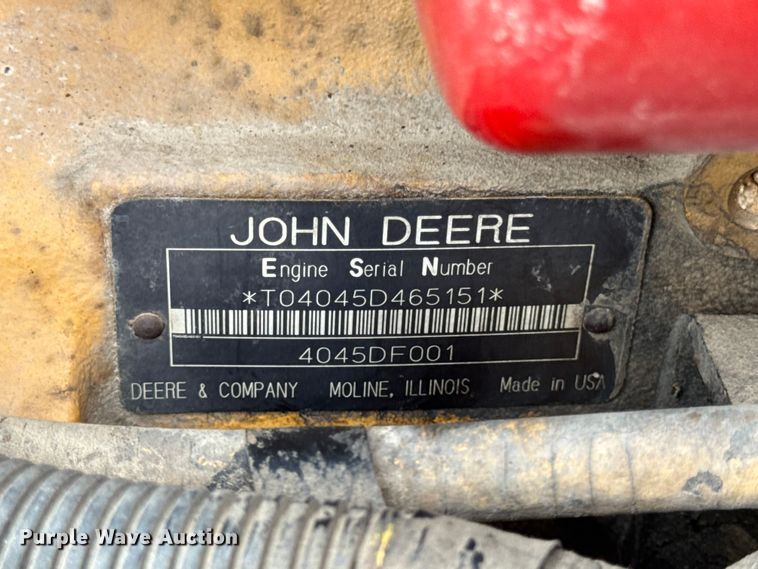 JOHN DEERE
Engine Serial Number
*T04045D465151*
4045DF001
DEERE & COMPANY MOLINE, ILLINOIS Made in USA
Purple Wave Auction